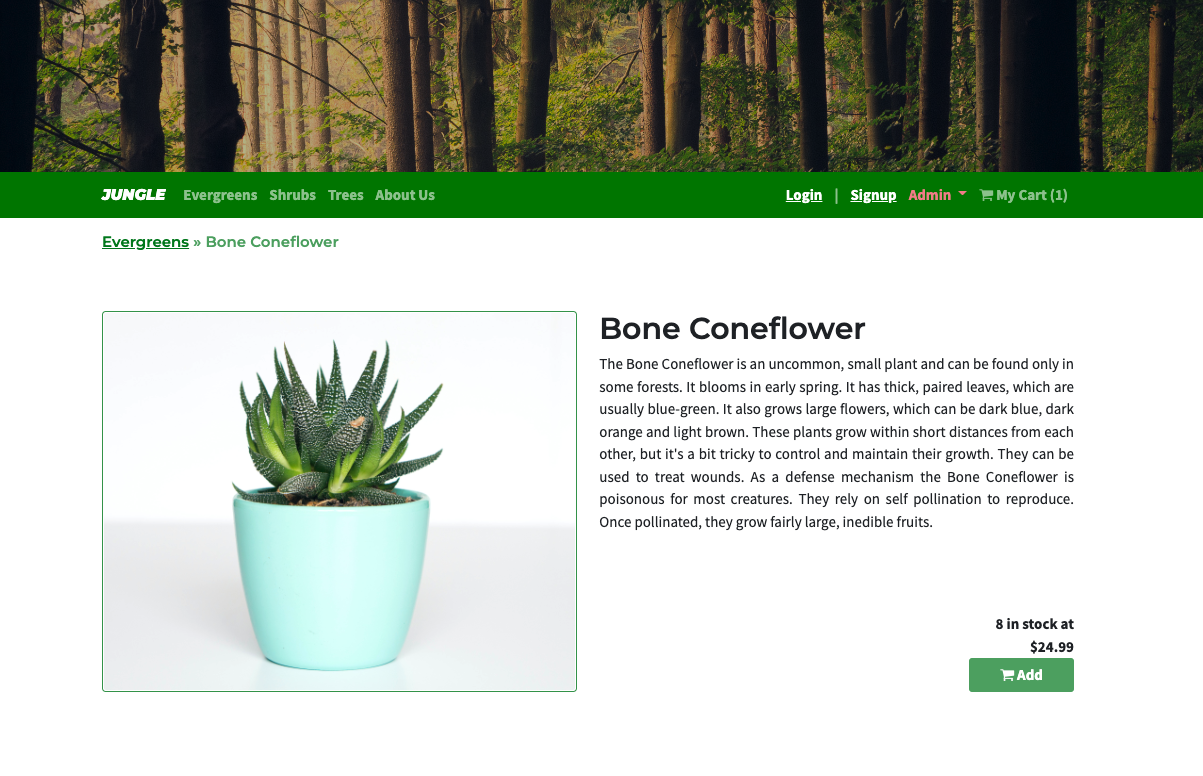 JUNGLE Evergreens Shrubs Trees About Us Login | Signup Admin My Cart (1)
Evergreens » Bone Coneflower
Bone Coneflower
The Bone Coneflower is an uncommon, small plant and can be found only in
some forests. It blooms in early spring. It has thick, paired leaves, which are
usually blue-green. It also grows large flowers, which can be dark blue, dark
orange and light brown. These plants grow within short distances from each
other, but it's a bit tricky to control and maintain their growth. They can be
used to treat wounds. As a defense mechanism the Bone Coneflower is
poisonous for most creatures. They rely on self pollination to reproduce.
Once pollinated, they grow fairly large, inedible fruits.
8 in stock at
$24.99
Add